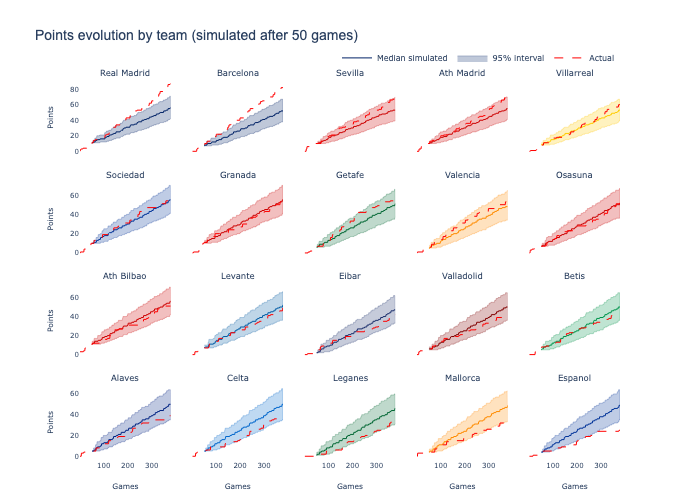 Points evolution by team (simulated after 50 games)
Median simulated 95% interval Actual
Real Madrid Barcelona Sevilla Ath Madrid Villarreal
80
60
40
20
0
Points
Sociedad Granada Getafe Valencia Osasuna
60
40
20
0
Points
Ath Bilbao Levante Eibar Valladolid Betis
60
40
20
0
Points
Alaves Celta Leganes Mallorca Espanol
60
40
20
0
Points
100 200 300 100 200 300 100 200 300 100 200 300 100 200 300
Games Games Games Games Games